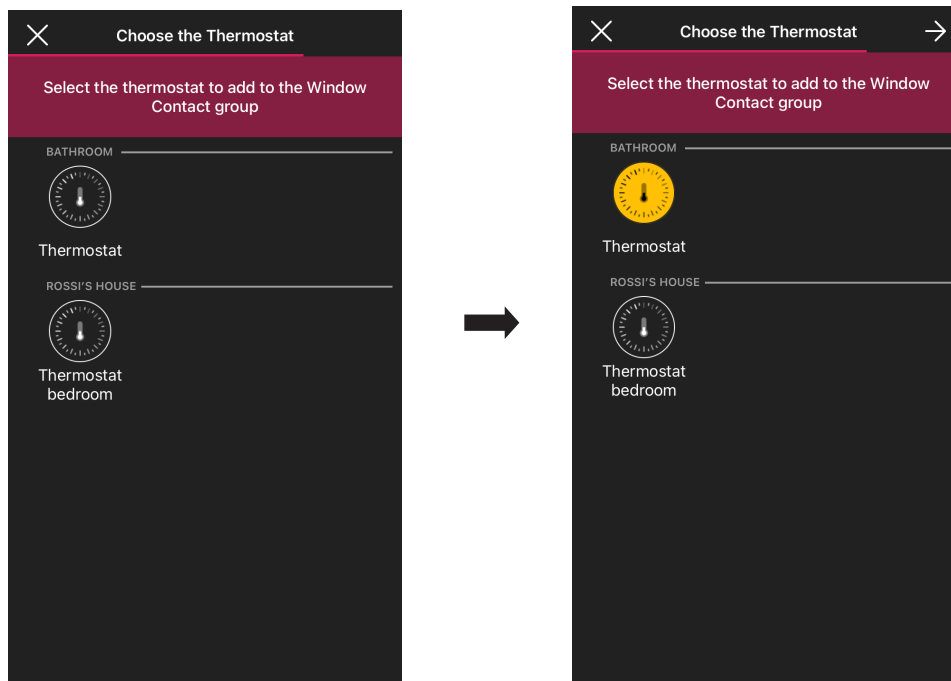 Choose the Thermostat
Select the thermostat to add to the Window
Contact group
BATHROOM
Thermostat
ROSSI'S HOUSE
Thermostat
bedroom
Choose the Thermostat
Select the thermostat to add to the Window
Contact group
BATHROOM
Thermostat
ROSSI'S HOUSE
Thermostat
bedroom